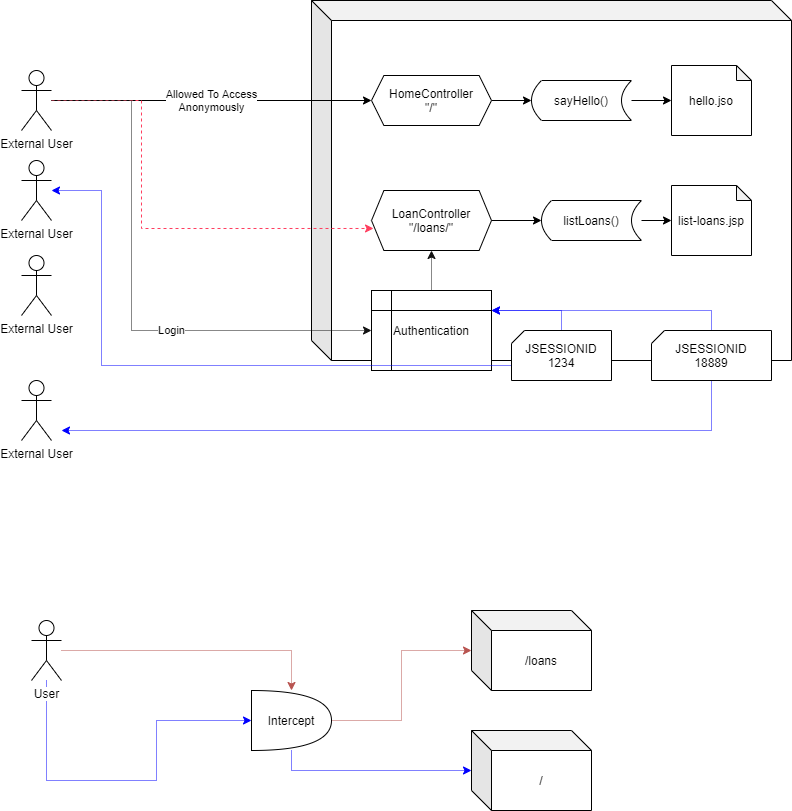 Allowed To Access
Anonymously
HomeController
"/"
sayHello()
hello.jso
External User
External User
LoanController
"/loans/"
listLoans()
list-loans.jsp
External User
Login
Authentication
JSESSIONID
1234
JSESSIONID
18889
External User
User
Intercept
/loans
/